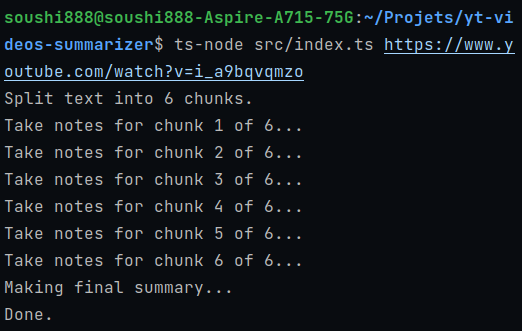 soushi888@soushi888-Aspire-A715-75G:~/Projets/yt-vi
deos-summarizer$ ts-node src/index.ts https://www.y
outube.com/watch?v=i_a9bqvqmzo
Split text into 6 chunks.
Take notes for chunk 1 of 6...
Take notes for chunk 2 of 6...
Take notes for chunk 3 of 6...
Take notes for chunk 4 of 6...
Take notes for chunk 5 of 6...
Take notes for chunk 6 of 6...
Making final summary...
Done.